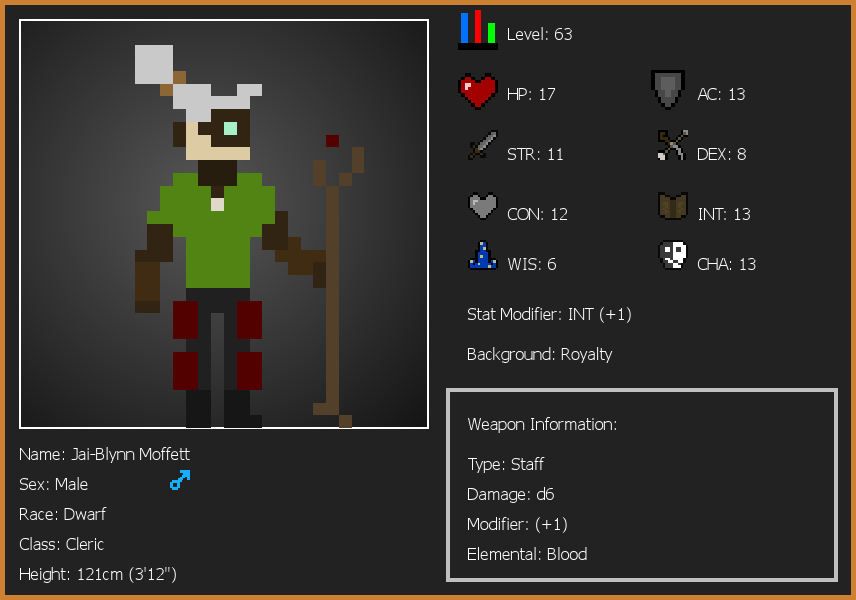 Level: 63
HP: 17
AC: 13
STR: 11
DEX: 8
CON: 12
INT: 13
WIS: 6
CHA: 13
Stat Modifier: INT (+1)
Background: Royalty
Weapon Information:
Type: Staff
Damage: d6
Modifier: (+1)
Elemental: Blood
Name: Jai-Blynn Moffett
Sex: Male
Race: Dwarf
Class: Cleric
Height: 121cm (3'12")